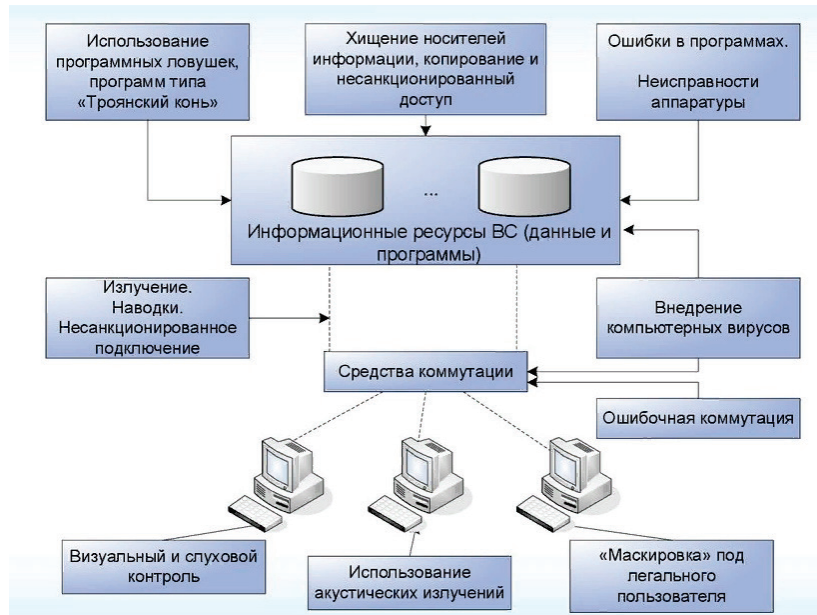 Использование
программных ловушек,
программ типа
«Троянский конь»
Хищение носителей
информации, копирование и
несанкционированный
доступ
Ошибки в программах.
Неисправности
аппаратуры
...
Информационные ресурсы ВС (данные и
программы)
Излучение.
Наводки.
Несанкционированное
подключение
Внедрение
компьютерных вирусов
Средства коммутации
Ошибочная коммутация
Визуальный и слуховой
контроль
Использование
акустических излучений
«Маскировка» под
легального
пользователя